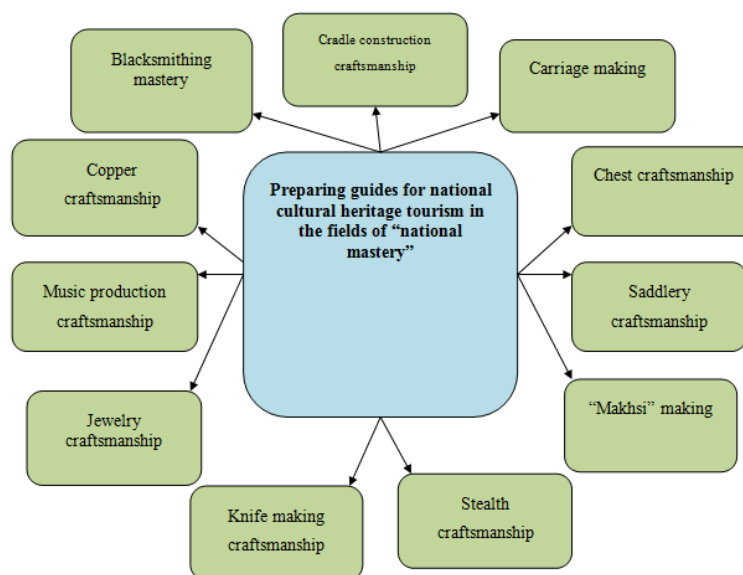 Blacksmithing
mastery
Cradle construction
craftsmanship
Carriage making
Copper
craftsmanship
Preparing guides for national
cultural heritage tourism in
the fields of “national
mastery”
Chest craftsmanship
Music production
craftsmanship
Saddlery
craftsmanship
Jewelry
craftsmanship
“Makhsi” making
Knife making
craftsmanship
Stealth
craftsmanship